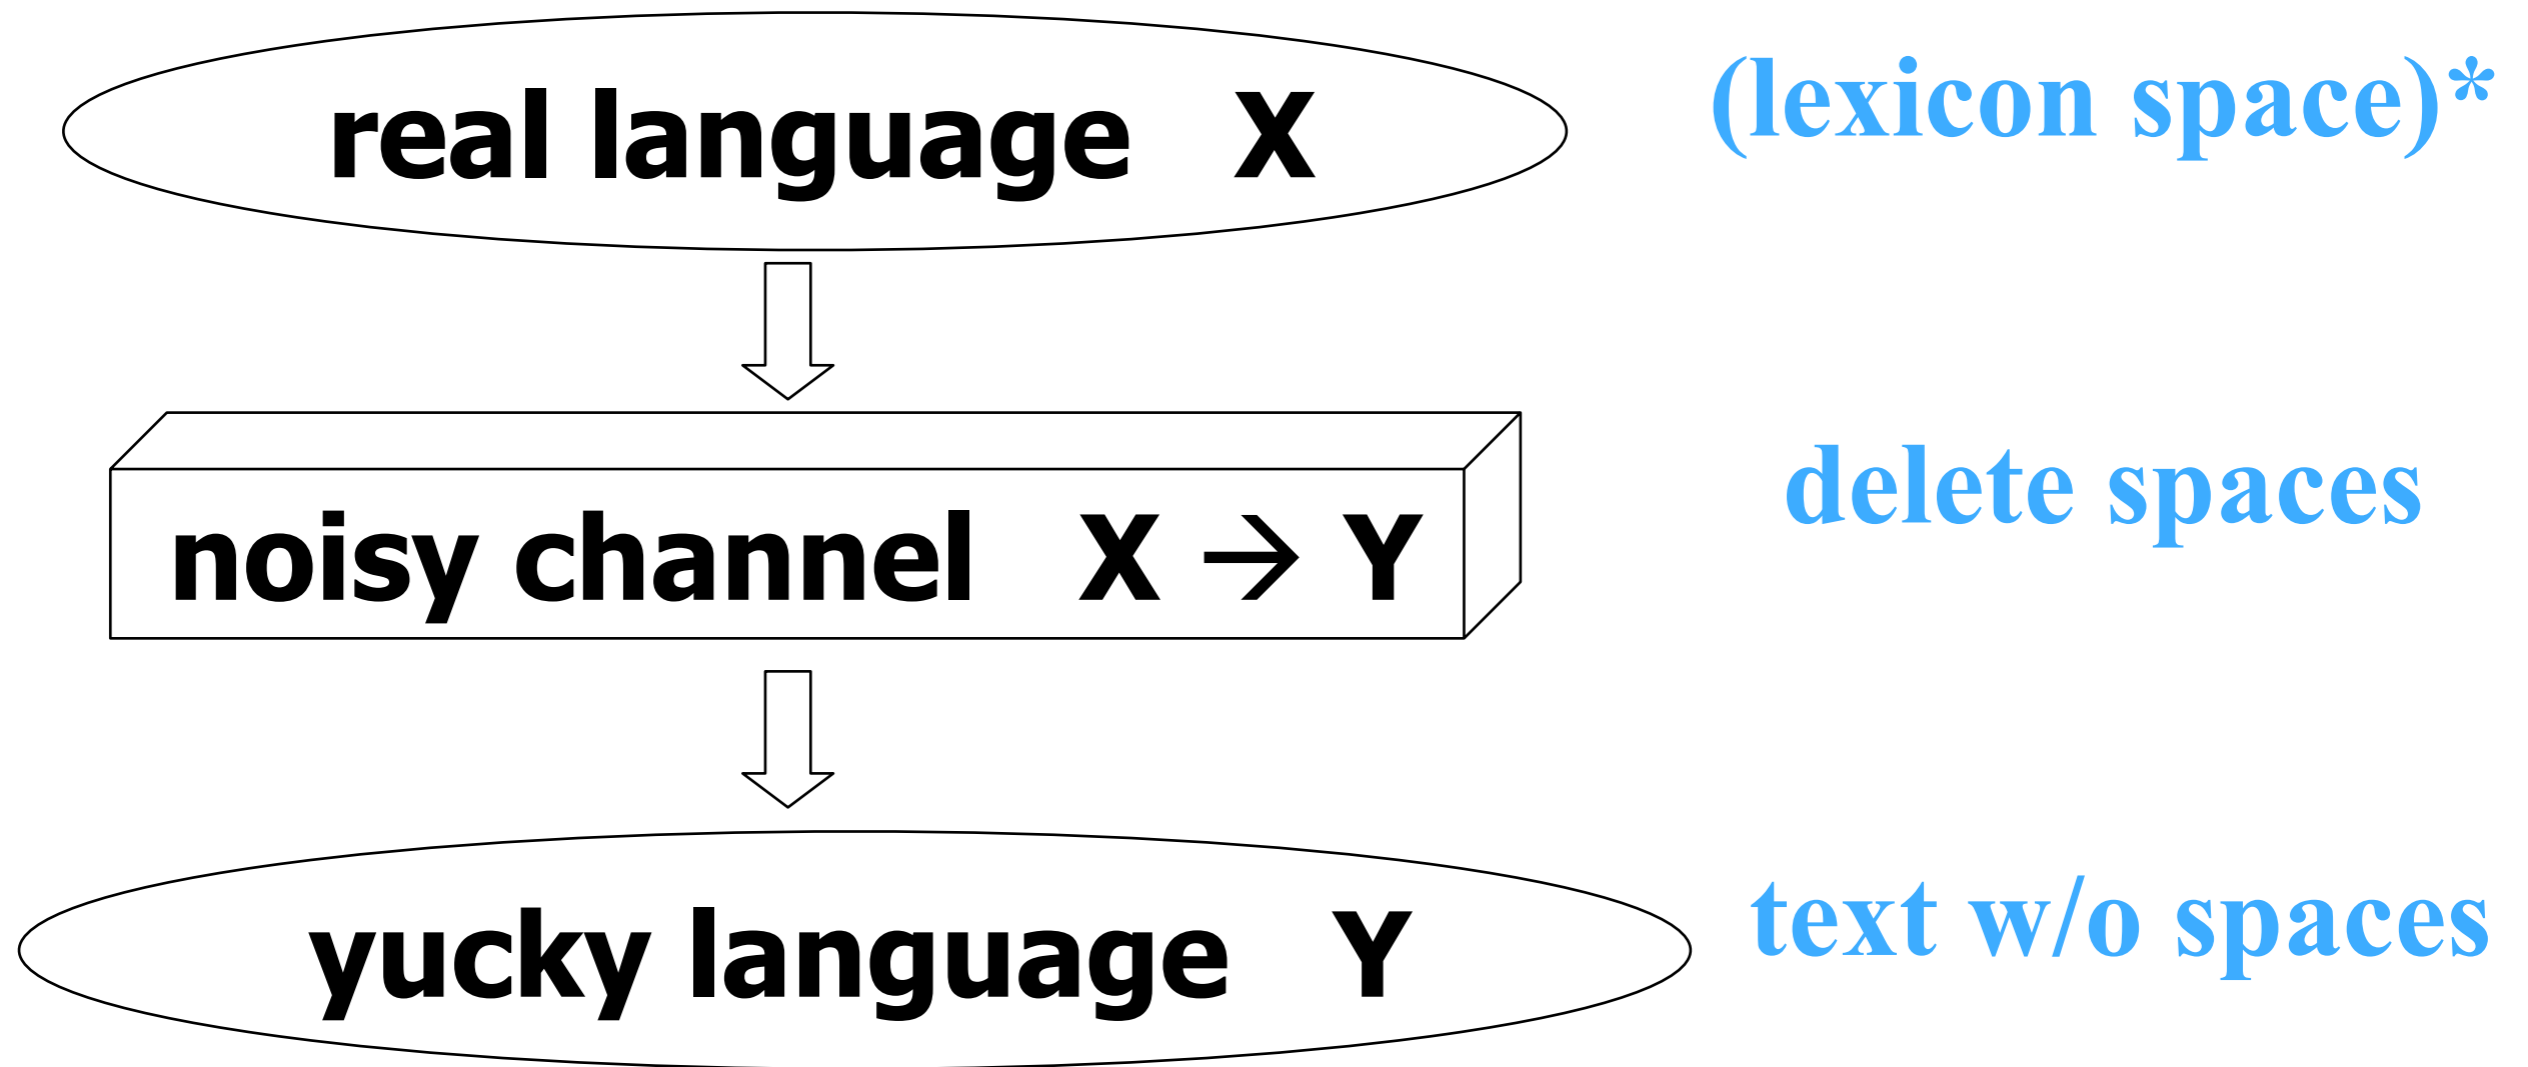 real language X (lexicon space)*
noisy channel X → Y delete spaces
yucky language Y text w/o spaces